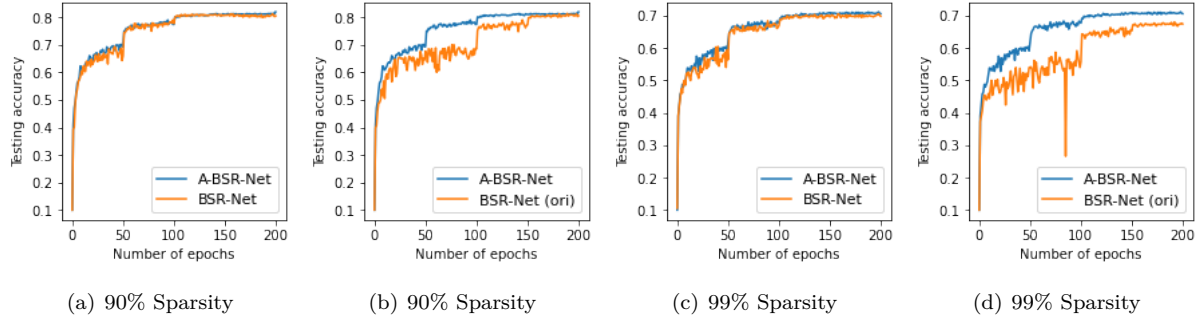 Testing accuracy
0.8
0.7
0.6
0.5
0.4
0.3
0.2
0.1
A-BSR-Net
BSR-Net
0 50 100 150 200
Number of epochs
(a) 90% Sparsity
Testing accuracy
0.8
0.7
0.6
0.5
0.4
0.3
0.2
0.1
A-BSR-Net
BSR-Net (ori)
0 50 100 150 200
Number of epochs
(b) 90% Sparsity
Testing accuracy
0.7
0.6
0.5
0.4
0.3
0.2
0.1
A-BSR-Net
BSR-Net
0 50 100 150 200
Number of epochs
(c) 99% Sparsity
Testing accuracy
0.7
0.6
0.5
0.4
0.3
0.2
0.1
A-BSR-Net
BSR-Net (ori)
0 50 100 150 200
Number of epochs
(d) 99% Sparsity